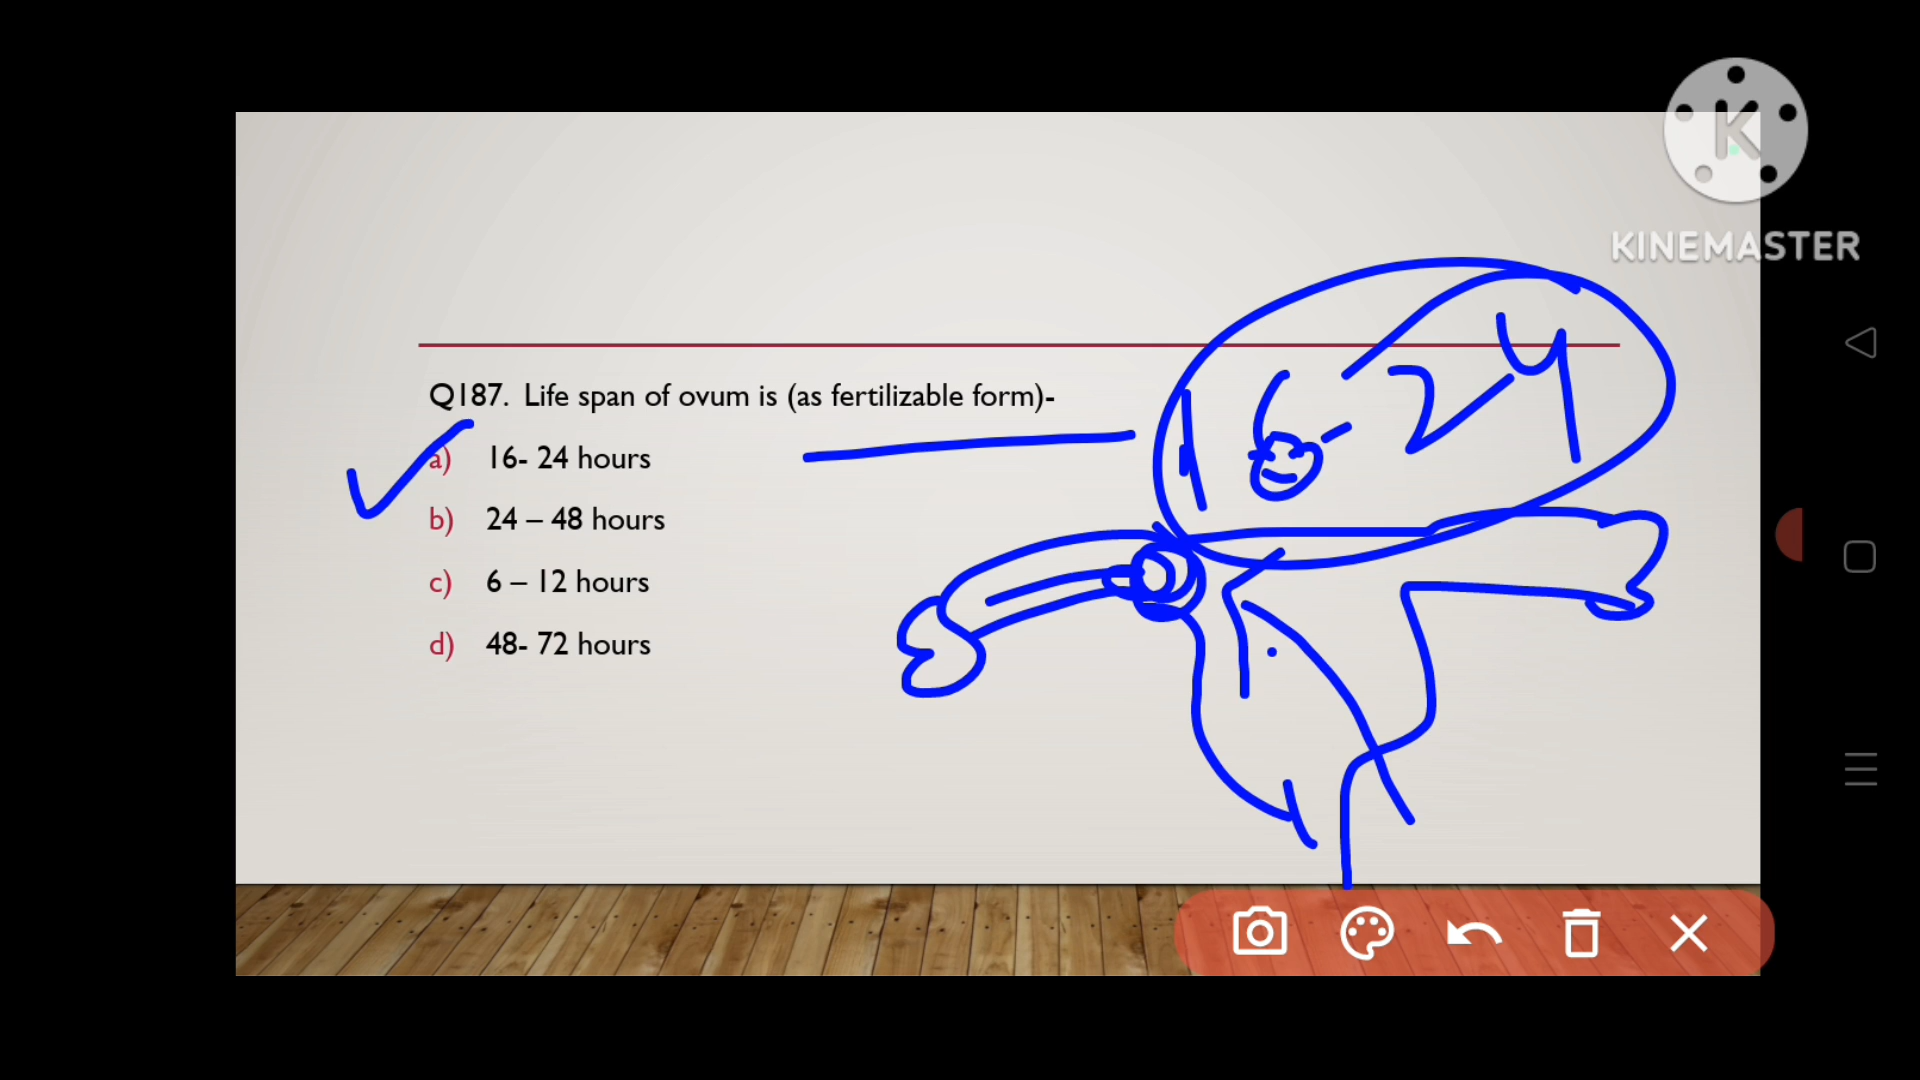 K
KINEMASTER
Q187. Life span of ovum is (as fertilizable form)-
a) 16- 24 hours
b) 24 – 48 hours
c) 6 – 12 hours
d) 48- 72 hours
16-24